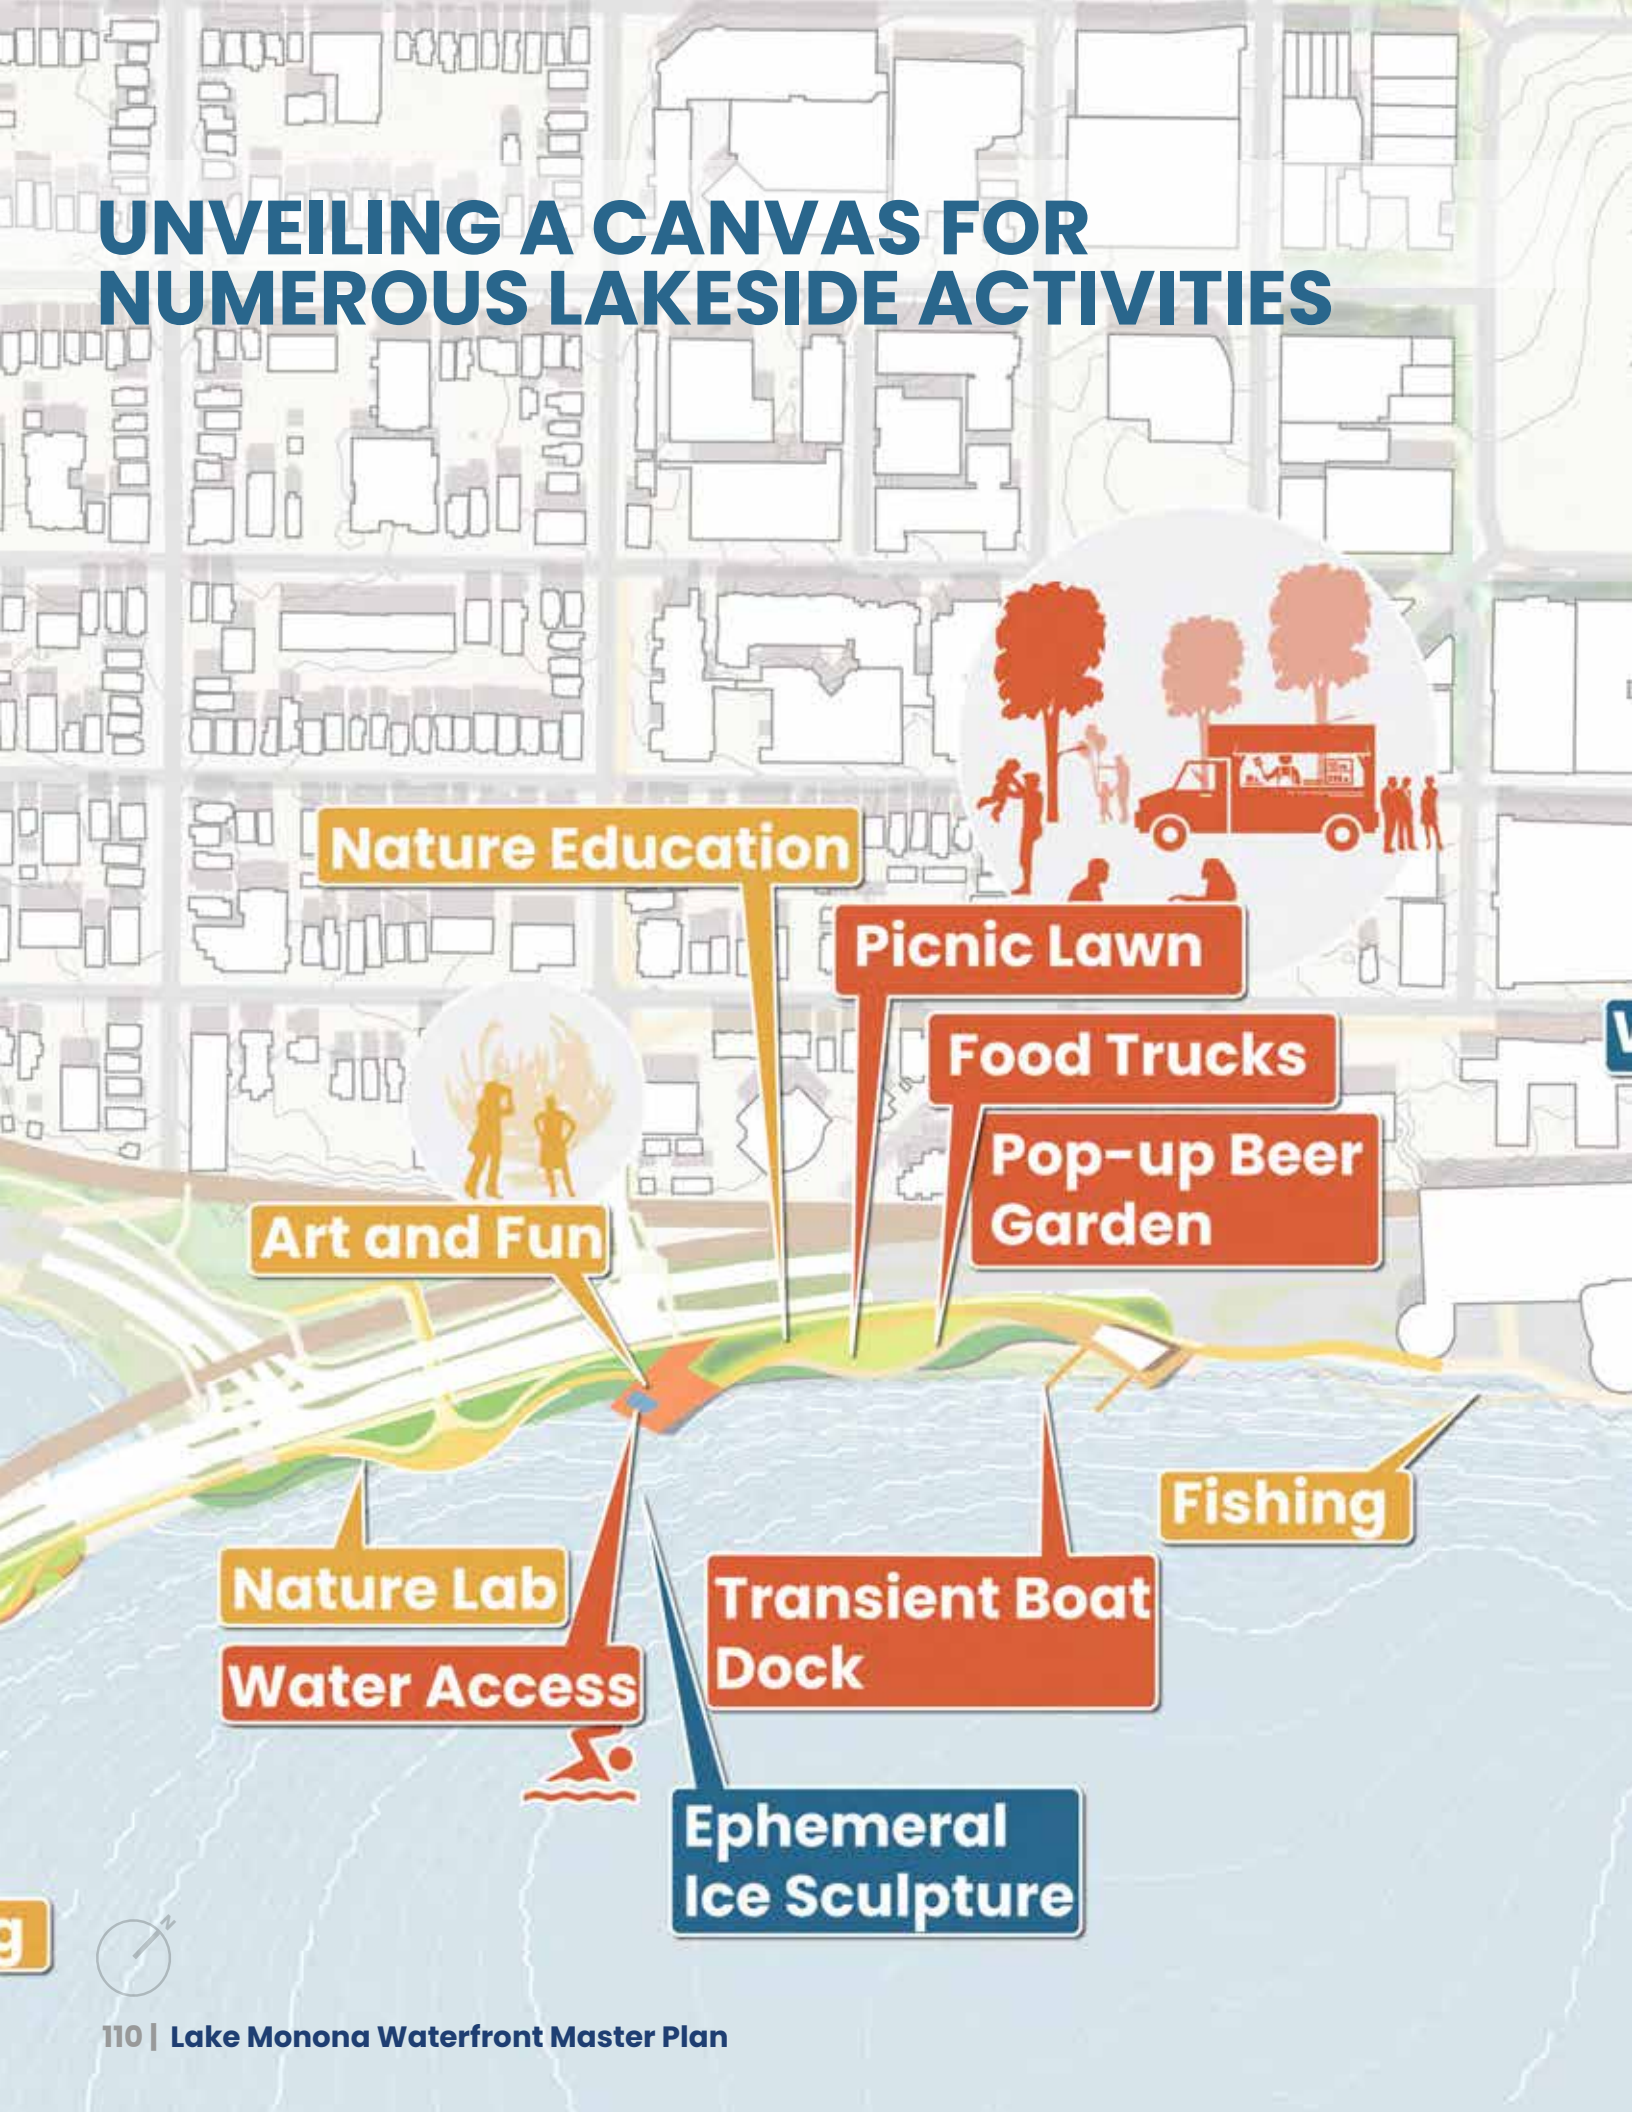 UNVEILING A CANVAS FOR
NUMEROUS LAKESIDE ACTIVITIES
Nature Education
Picnic Lawn
Food Trucks
Pop-up Beer
Garden
Art and Fun
Fishing
Nature Lab
Water Access
Transient Boat
Dock
Ephemeral
Ice Sculpture
g
N
110 | Lake Monona Waterfront Master Plan